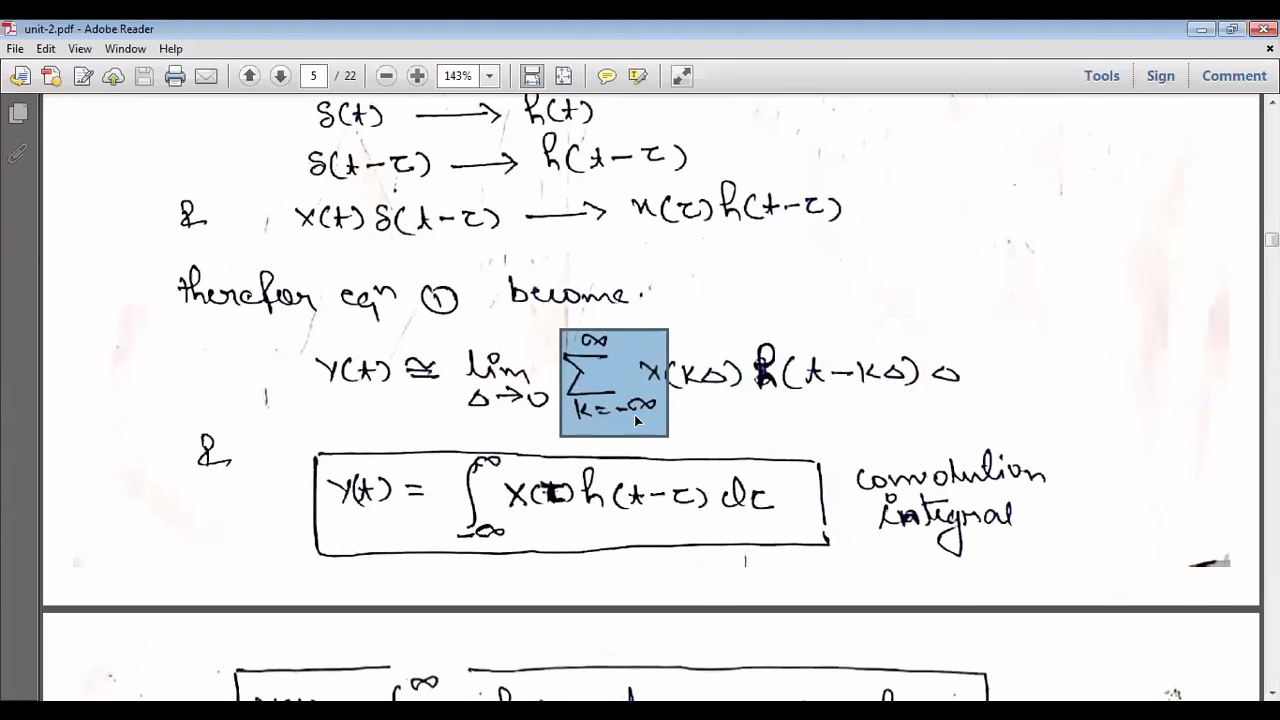 unit-2.pdf - Adobe Reader
File Edit View Window Help
5 / 22 143% Tools Sign Comment
δ(t) ⟶ h(t)
δ(t-τ) ⟶ h(t-τ)
& x(t) δ(t-τ) ⟶ x(τ) h(t-τ)
therefor eqⁿ ① become.
y(t) ≅ lim Δ→0 ∑ k=-∞ ∞ x(kΔ) h(t-kΔ) Δ
& y(t) = ∫ -∞ +∞ x(τ) h(t-τ) dτ convolution
integral
∞